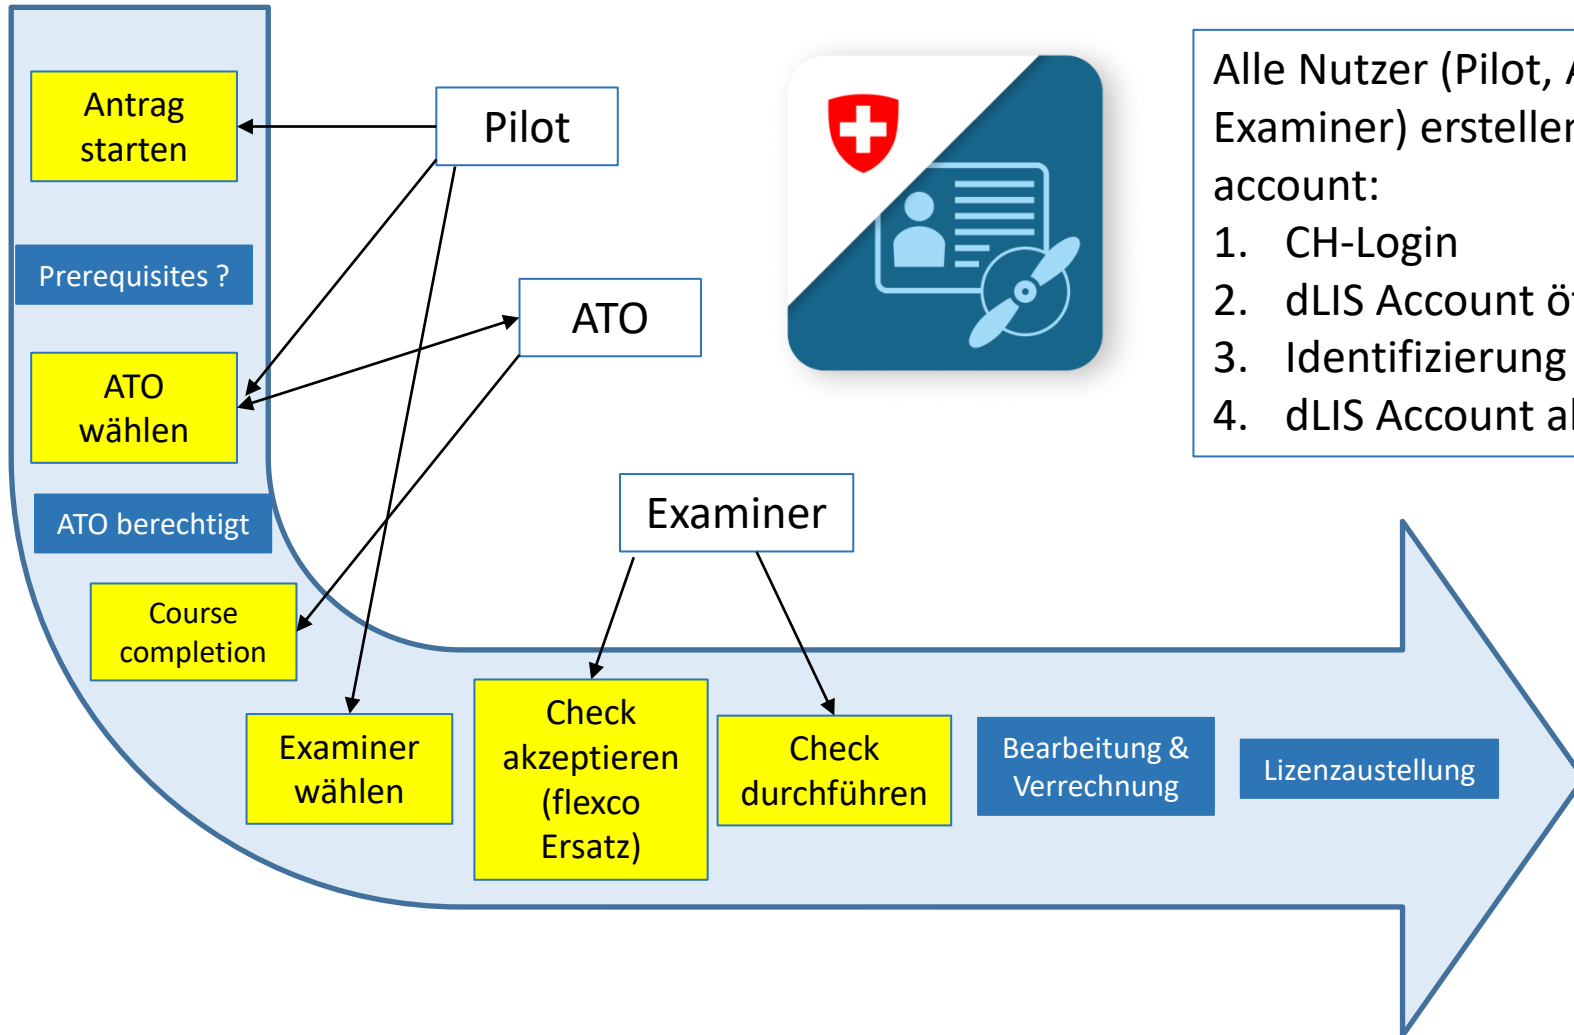 Antrag
starten
Pilot
Prerequisites ?
ATO
ATO
wählen
ATO berechtigt
Examiner
Course
completion
Examiner
wählen
Check
akzeptieren
(flexco
Ersatz)
Check
durchführen
Bearbeitung &
Verrechnung
Lizenzaustellung
Alle Nutzer (Pilot,
Examiner)
account:
1. CH-Login
2. dLIS Account
3. Identifizierung
4. dLIS Account